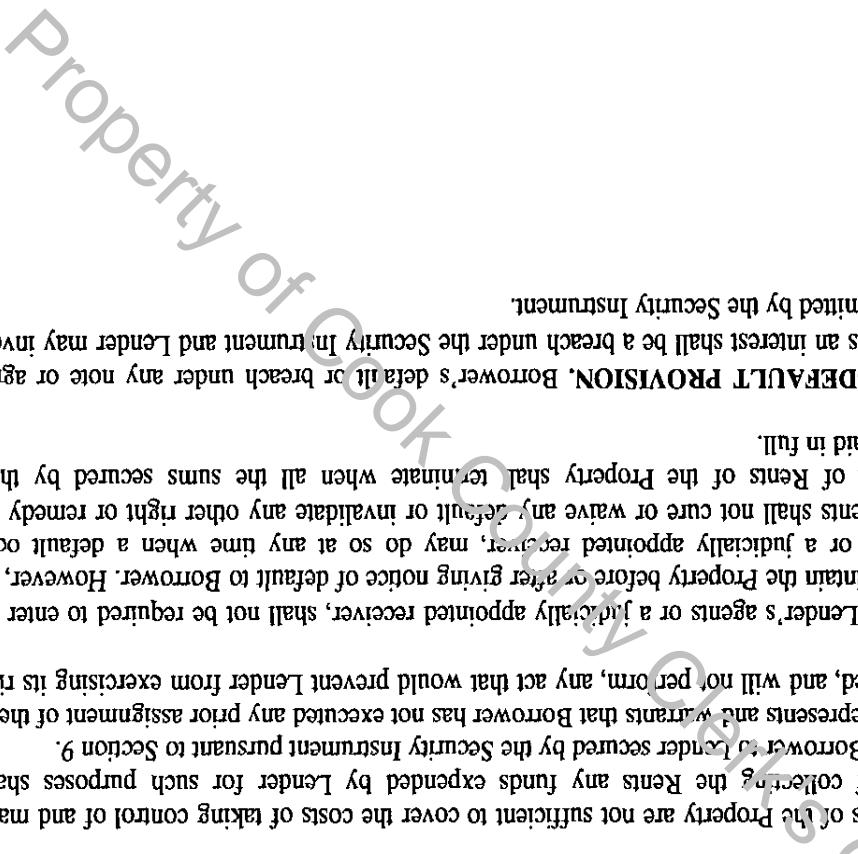 s of the Property are not sufficient to cover the costs of taking control of and ma
collecting the Rents any funds expended by Lender for such purposes sha
Borrower to Lender secured by the Security Instrument pursuant to Section 9.
epresents and warrants that Borrower has not executed any prior assignment of the
ed, and will not perform, any act that would prevent Lender from exercising its ri
Lender's agents or a judicially appointed receiver, shall not be required to enter
intain the Property before or after giving notice of default to Borrower. However,
or a judicially appointed receiver, may do so at any time when a default oc
ents shall not cure or waive any default or invalidate any other right or remedy
of Rents of the Property shall terminate when all the sums secured by th
aid in full.
DEFAULT PROVISION. Borrower's default or breach under any note or ag
s an interest shall be a breach under the Security Instrument and Lender may inv
mitted by the Security Instrument.
Property of Cook County Clerk's